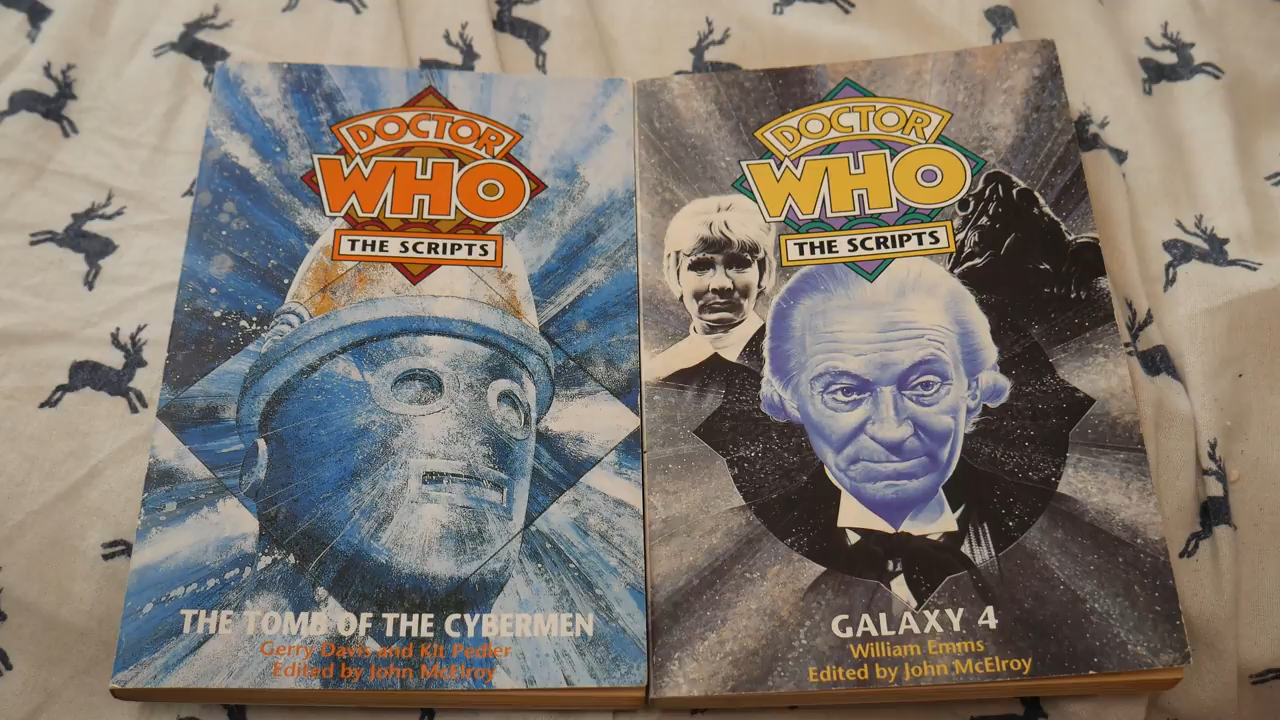 DOCTOR
WHO
THE SCRIPTS
THE TOMB OF THE CYBERMEN
Gerry Davis and Kit Pedler
Edited by John McElroy
DOCTOR
WHO
THE SCRIPTS
GALAXY 4
William Emms
Edited by John McElroy